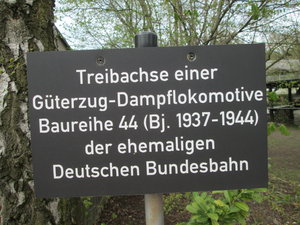 Treibachse einer
Güterzug-Dampflokomotive
Baureihe 44 (Bj. 1937-1944)
der ehemaligen
Deutschen Bundesbahn